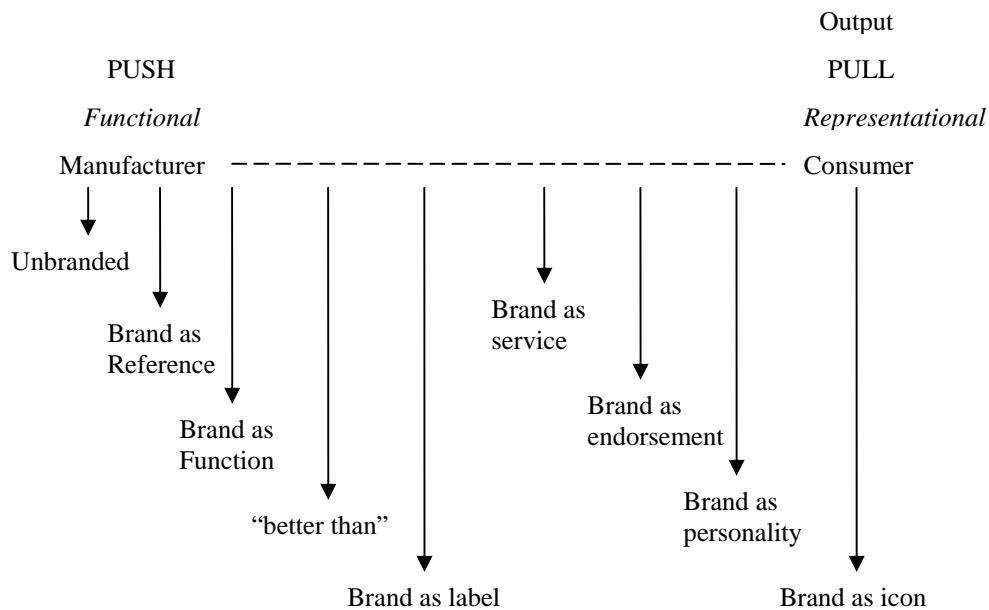 Output
PUSH PULL
Functional Representational
Manufacturer Consumer
Unbranded
Brand as
Reference
Brand as
service
Brand as
Function
Brand as
endorsement
“better than”
Brand as
personality
Brand as label
Brand as icon